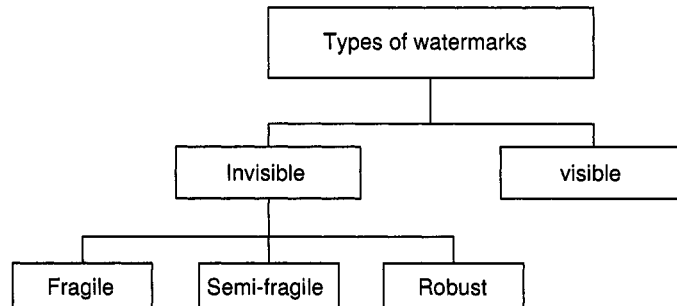 Types of watermarks
Invisible
visible
Fragile
Semi-fragile
Robust